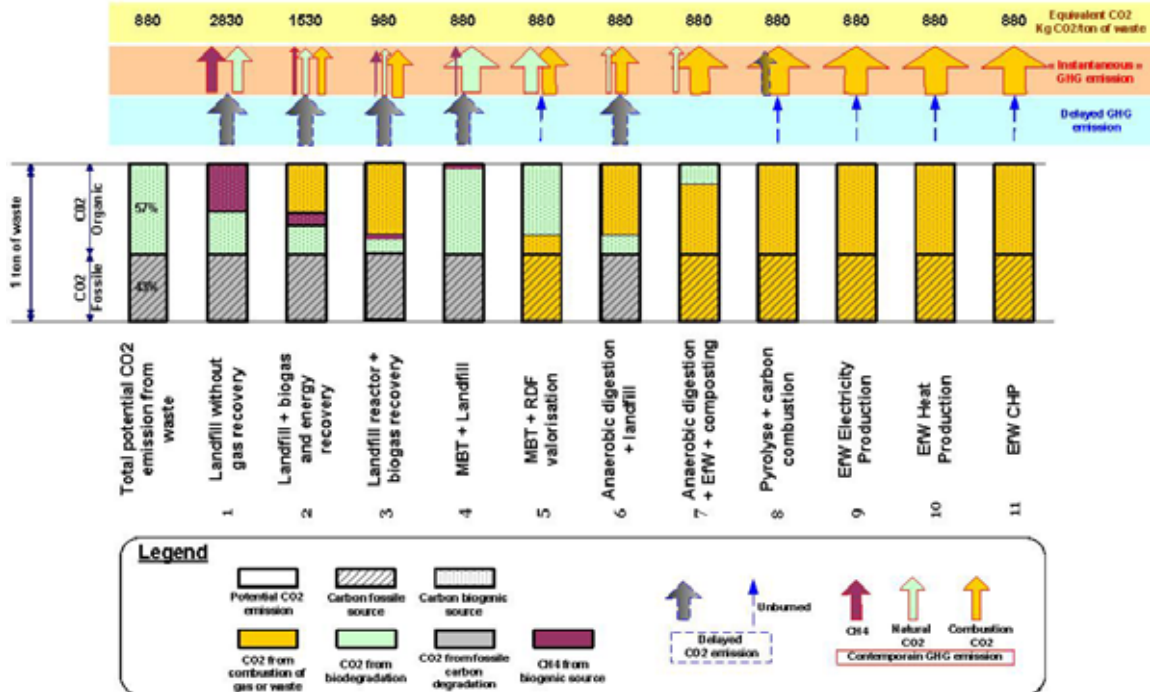 880 2830 1530 980 880 880 880 880 880 880 880 880
Equivalent CO2
Kg CO2/ton of waste
« Instantaneous »
GHG emission
Delayed GHG
emission
1 ton of waste
CO2
Organic
CO2
Fossile
57%
43%
Total potential CO2
emission from
waste
Landfill without
gas recovery
1
Landfill + biogas
and energy
recovery
2
Landfill reactor +
biogas recovery
3
MBT + Landfill
4
MBT + RDF
valorisation
5
Anaerobic digestion
+ landfill
6
Anaerobic digestion
+ EfW + composting
7
Pyrolyse + carbon
combustion
8
EfW Electricity
Production
9
EfW Heat
Production
10
EfW CHP
11
Legend
Potential CO2
emission
Carbon fossile
source
Carbon biogenic
source
CO2 from
combustion of
gas or waste
CO2 from
biodegradation
CO2 from fossile
carbon
degradation
CH4 from
biogenic source
Unburned
Delayed
CO2 emission
CH4
Natural
CO2
Combustion
CO2
Contemporain GHG emission